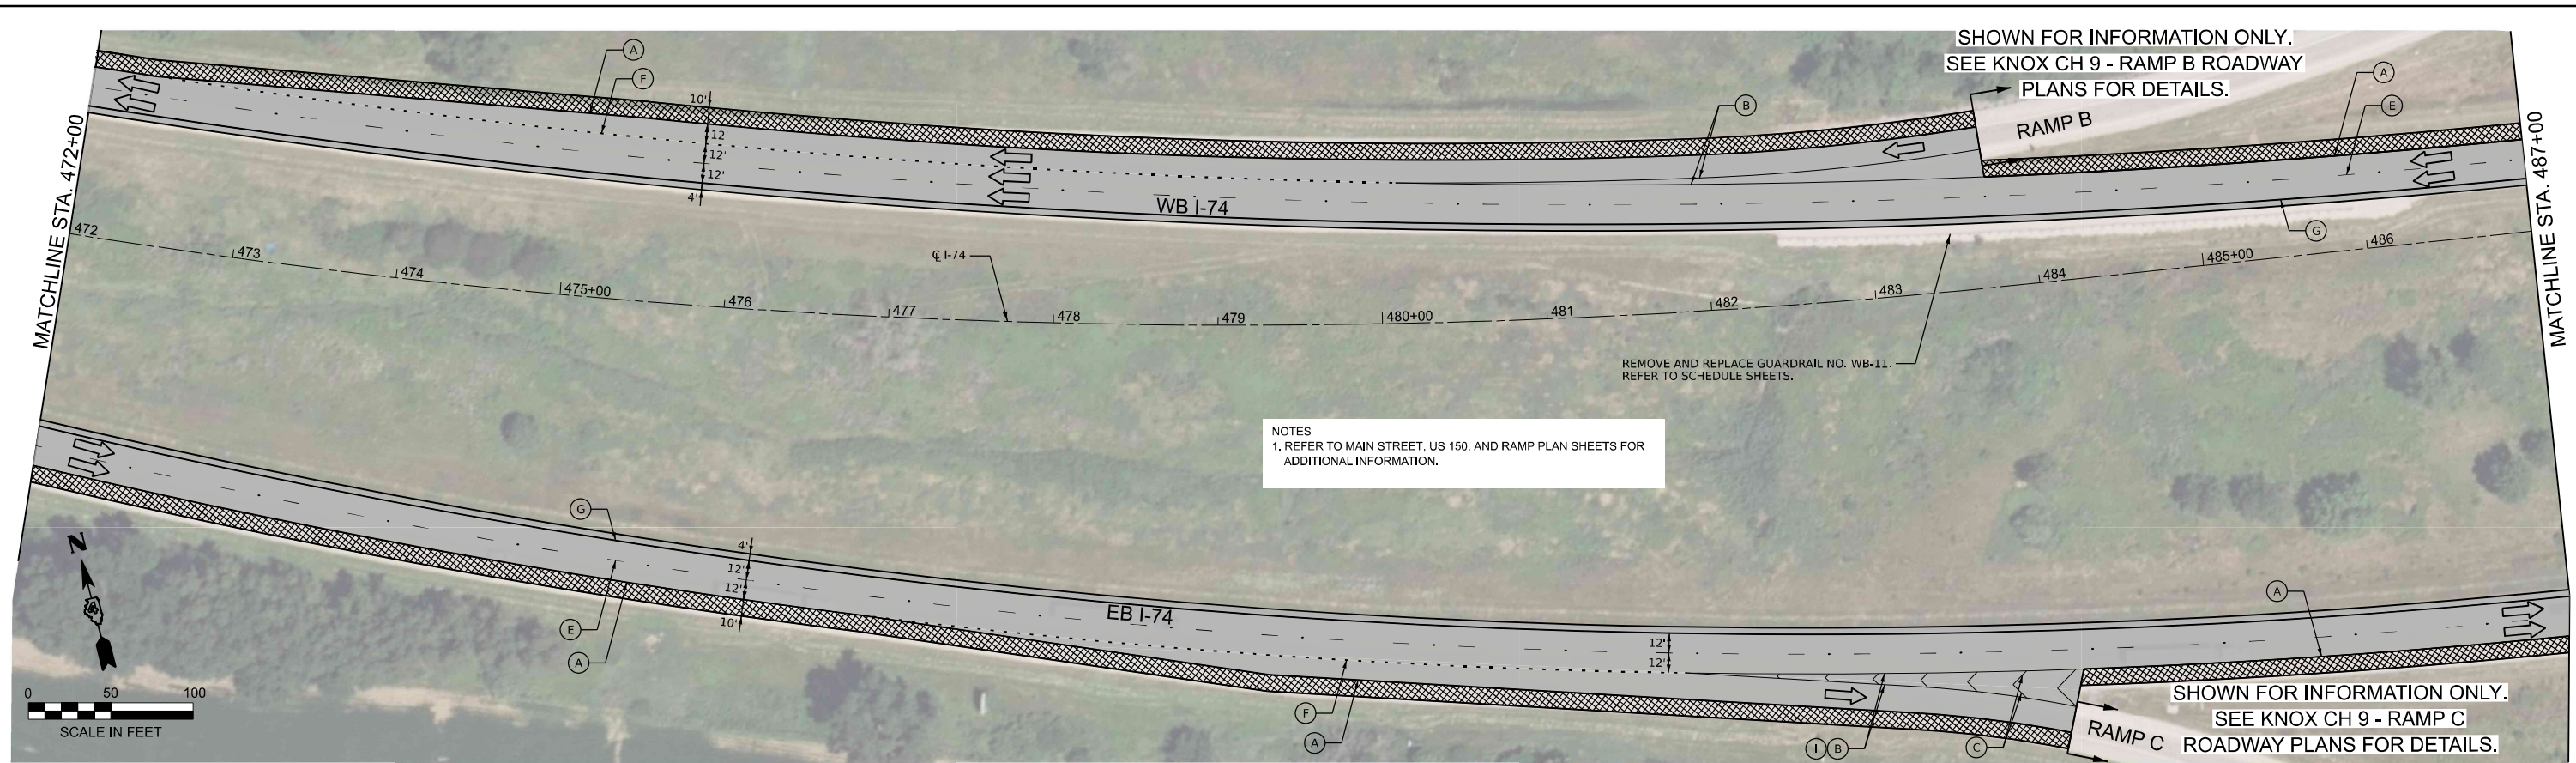 SHOWN FOR INFORMATION ONLY.
SEE KNOX CH 9 - RAMP B ROADWAY
PLANS FOR DETAILS.
A
F
B
A
E
RAMP B
10'
12'
12'
12'
4'
WB I-74
G
MATCHLINE STA. 472+00
MATCHLINE STA. 487+00
472
473
474
475+00
476
477
478
479
480+00
481
482
483
484
485+00
486
℄ I-74
REMOVE AND REPLACE GUARDRAIL NO. WB-11.
REFER TO SCHEDULE SHEETS.
NOTES
1. REFER TO MAIN STREET, US 150, AND RAMP PLAN SHEETS FOR
ADDITIONAL INFORMATION.
G
4'
12'
12'
10'
E
A
EB I-74
12'
12'
A
F
A
I B
C
RAMP C
SHOWN FOR INFORMATION ONLY.
SEE KNOX CH 9 - RAMP C
ROADWAY PLANS FOR DETAILS.
N
4
0 50 100
SCALE IN FEET